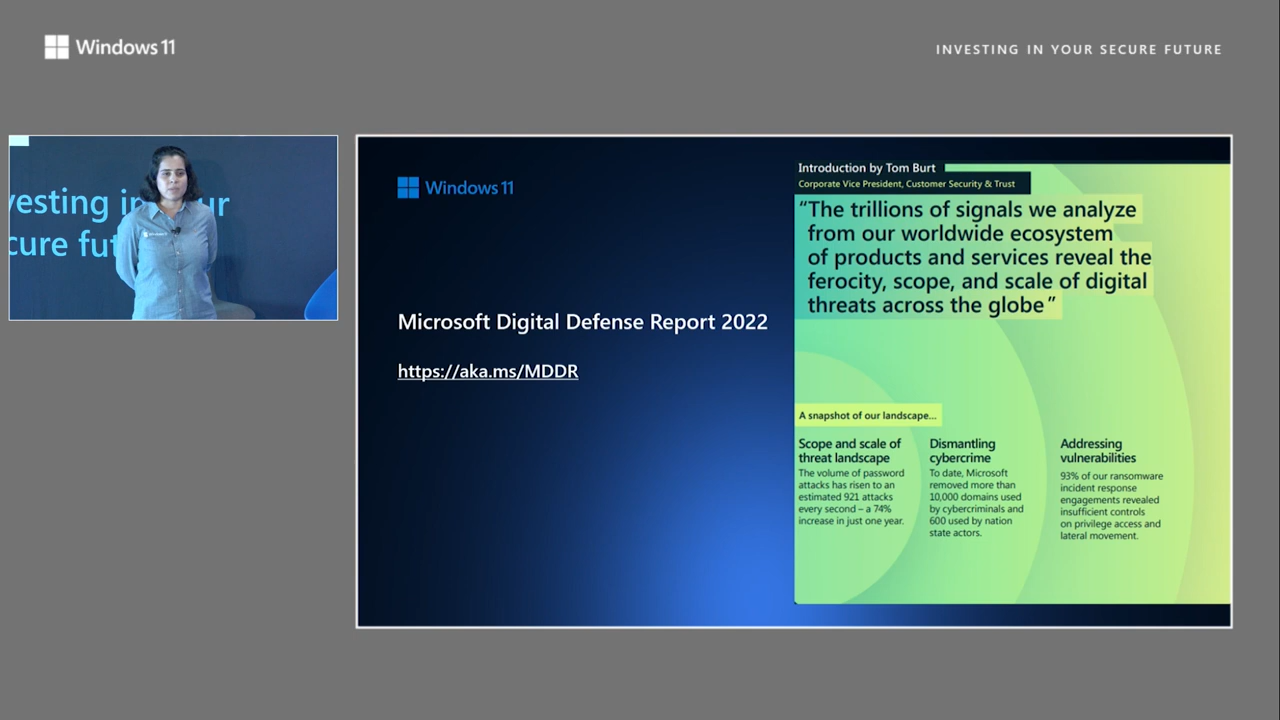 Windows 11
INVESTING IN YOUR SECURE FUTURE
vesting in your
cure fut
Windows 11
Microsoft Digital Defense Report 2022
https://aka.ms/MDDR
Introduction by Tom Burt
Corporate Vice President, Customer Security & Trust
“The trillions of signals we analyze
from our worldwide ecosystem
of products and services reveal the
ferocity, scope, and scale of digital
threats across the globe”
A snapshot of our landscape...
Scope and scale of
threat landscape
The volume of password
attacks has risen to an
estimated 921 attacks
every second – a 74%
increase in just one year.
Dismantling
cybercrime
To date, Microsoft
removed more than
10,000 domains used
by cybercriminals and
600 used by nation
state actors.
Addressing
vulnerabilities
93% of our ransomware
incident response
engagements revealed
insufficient controls
on privilege access and
lateral movement.